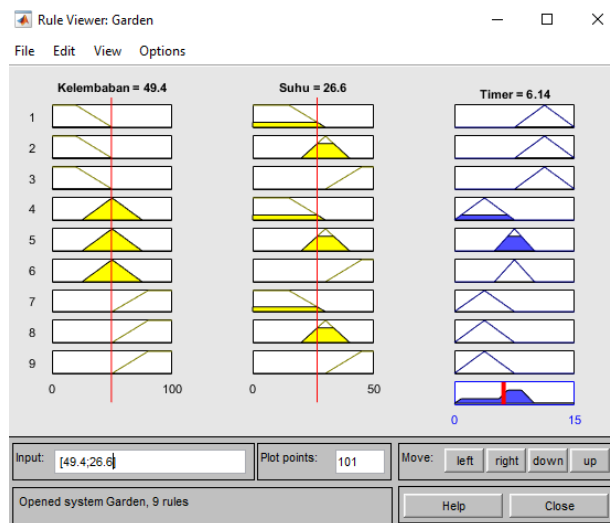 Rule Viewer: Garden
File Edit View Options
Kelembaban = 49.4 Suhu = 26.6 Timer = 6.14
1
2
3
4
5
6
7
8
9
0 100 0 50
0 15
Input: [49.4;26.6] Plot points: 101 Move: left right down up
Opened system Garden, 9 rules Help Close